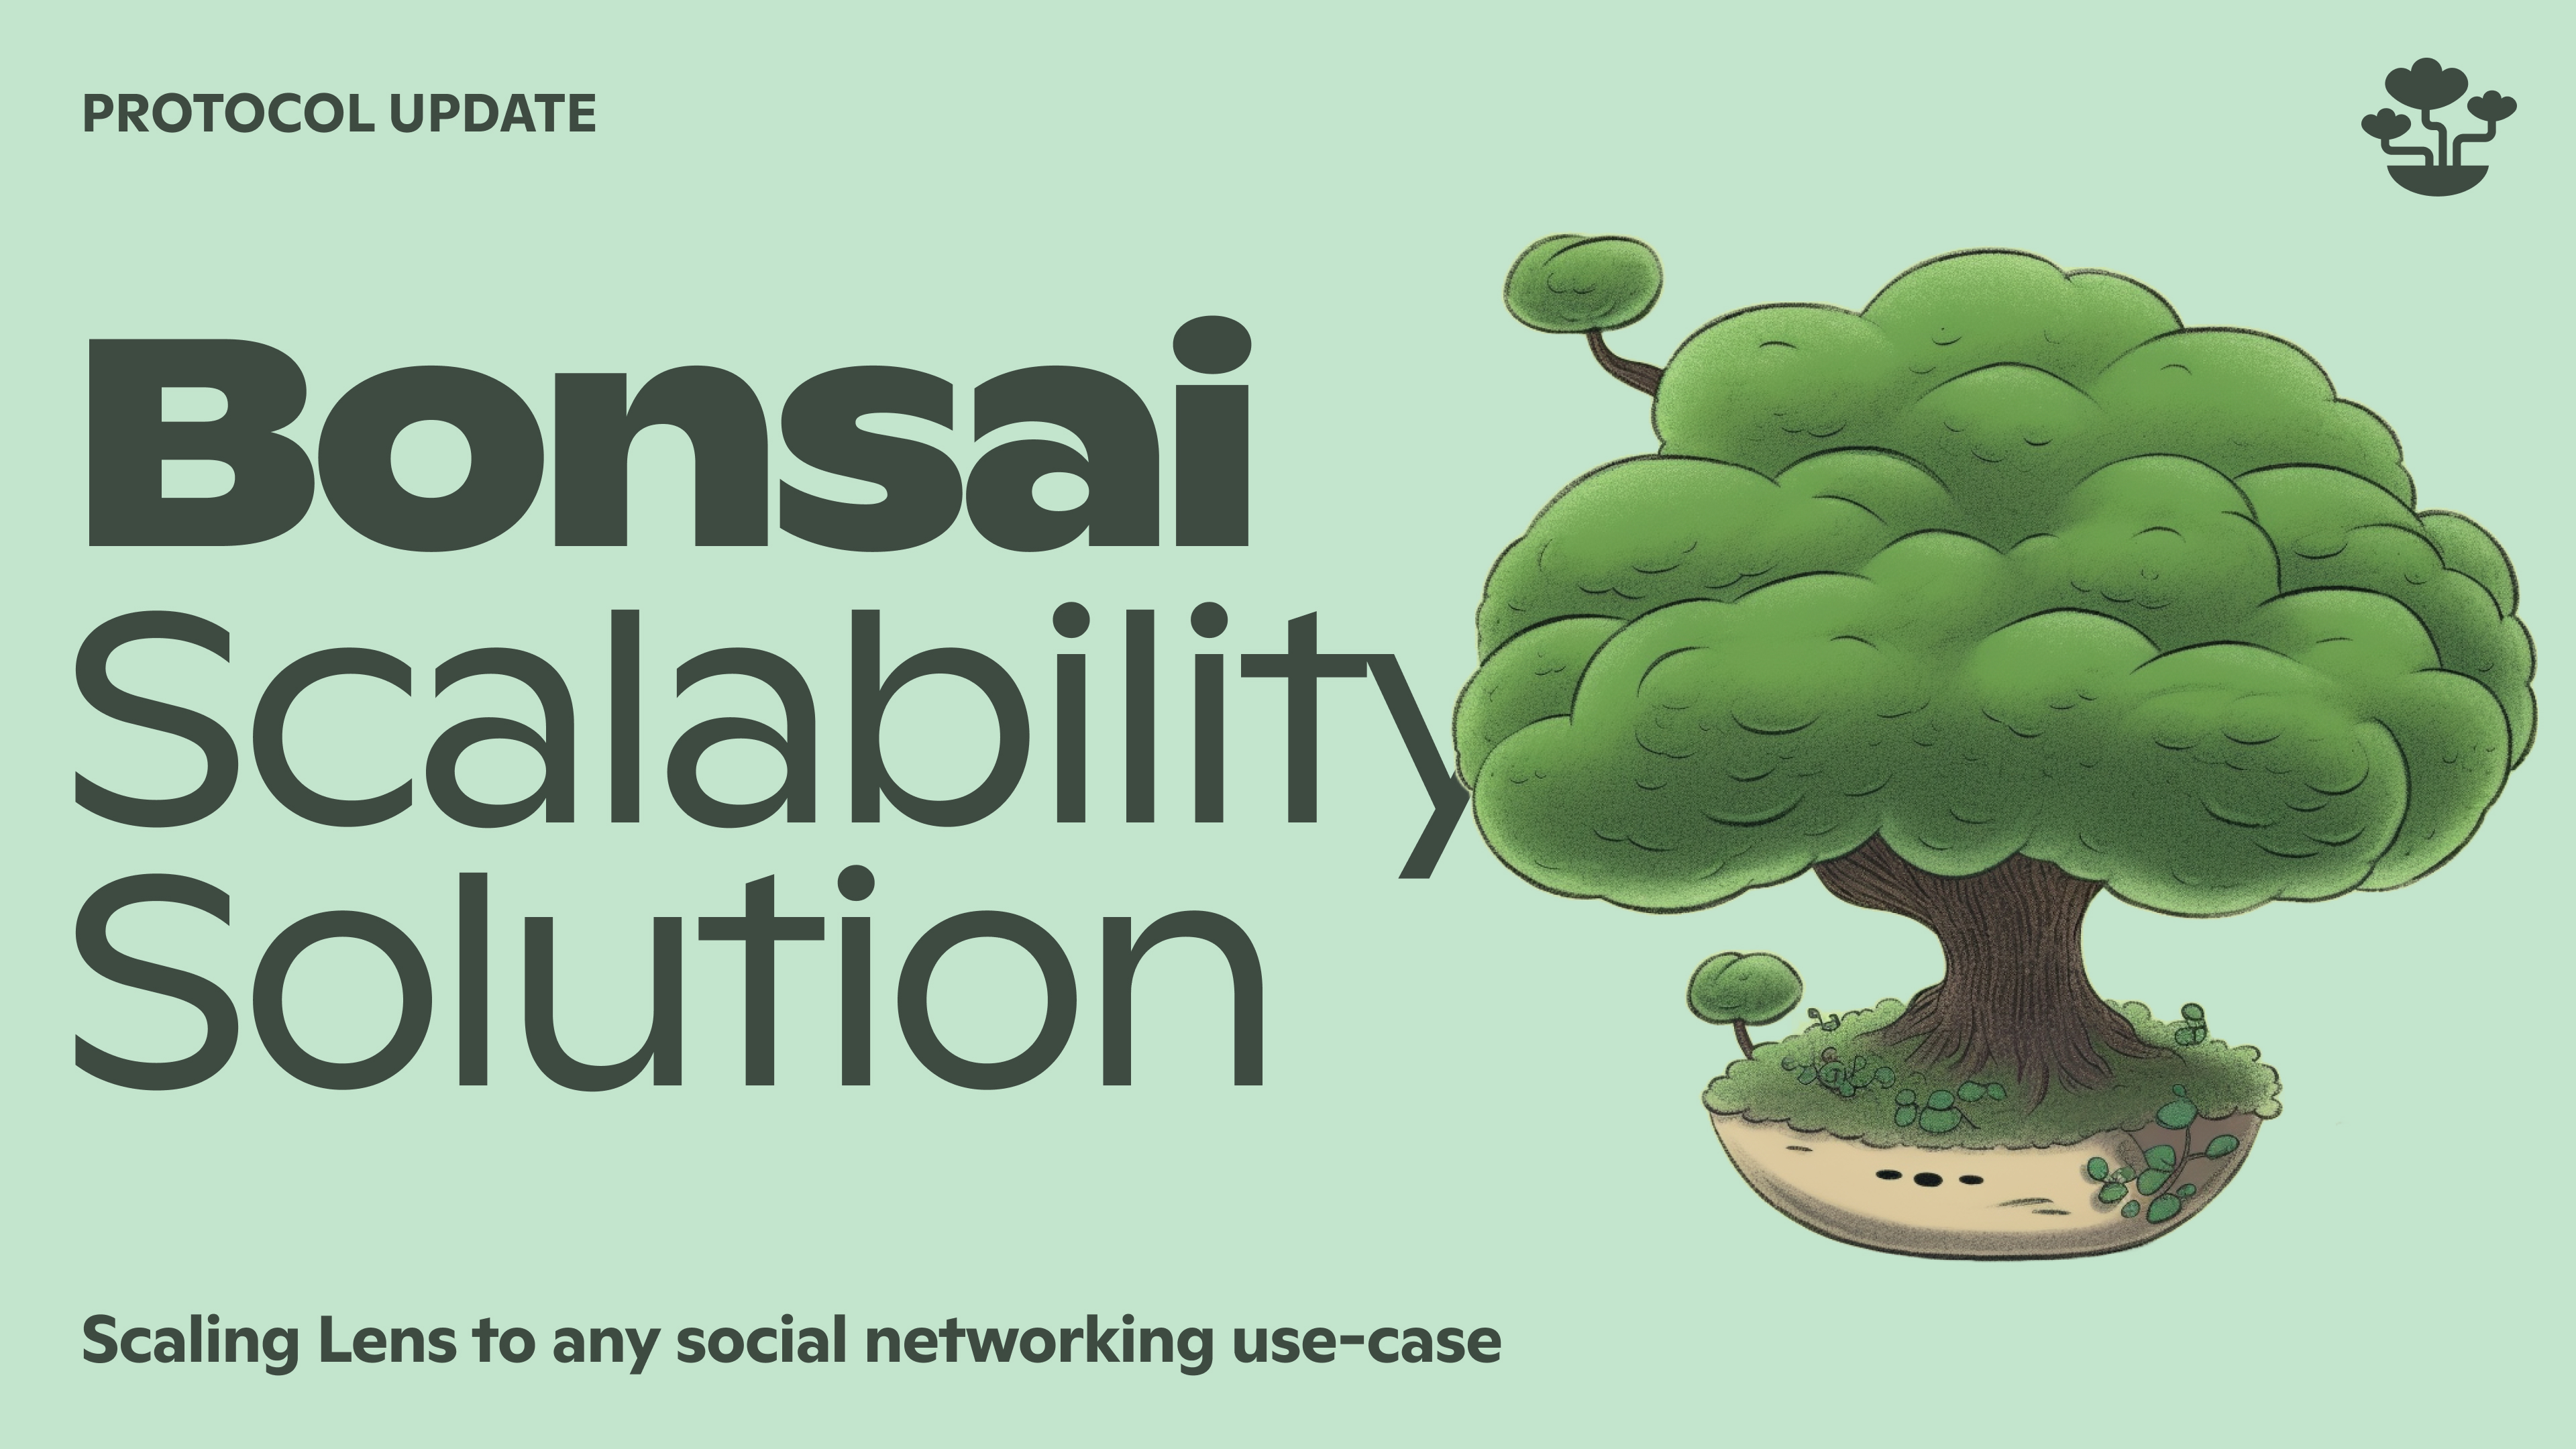 PROTOCOL UPDATE
Bonsai
Scalability
Solution
Scaling Lens to any social networking use-case